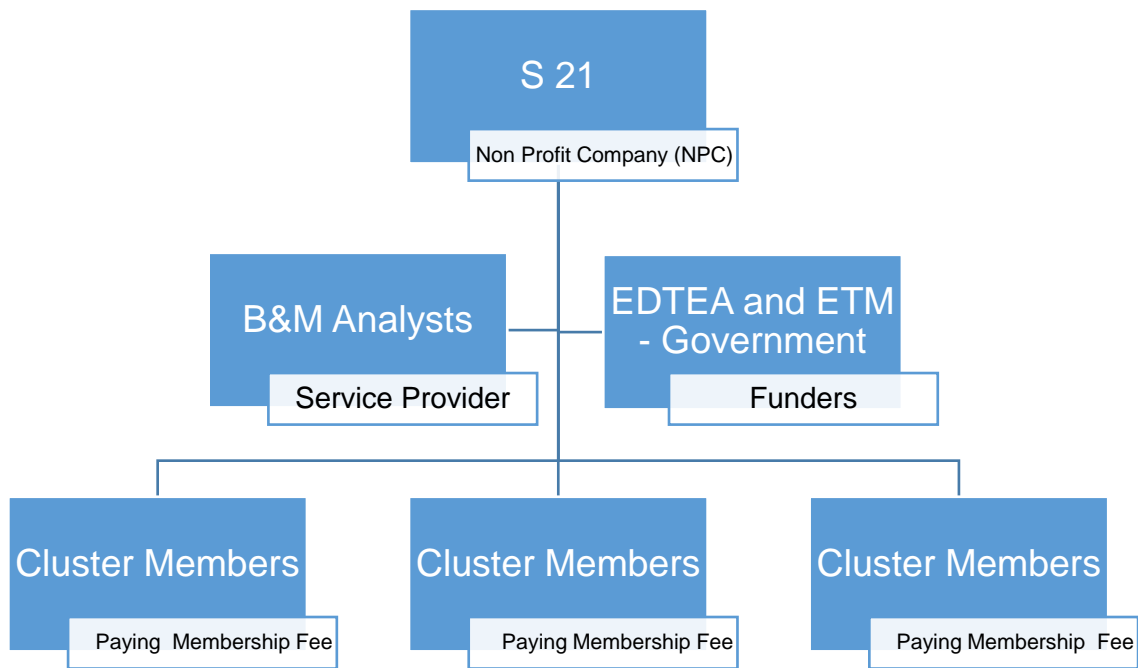 S 21
Non Profit Company (NPC)
B&M Analysts
Service Provider
EDTEA and ETM
- Government
Funders
Cluster Members
Paying Membership Fee
Cluster Members
Paying Membership Fee
Cluster Members
Paying Membership Fee